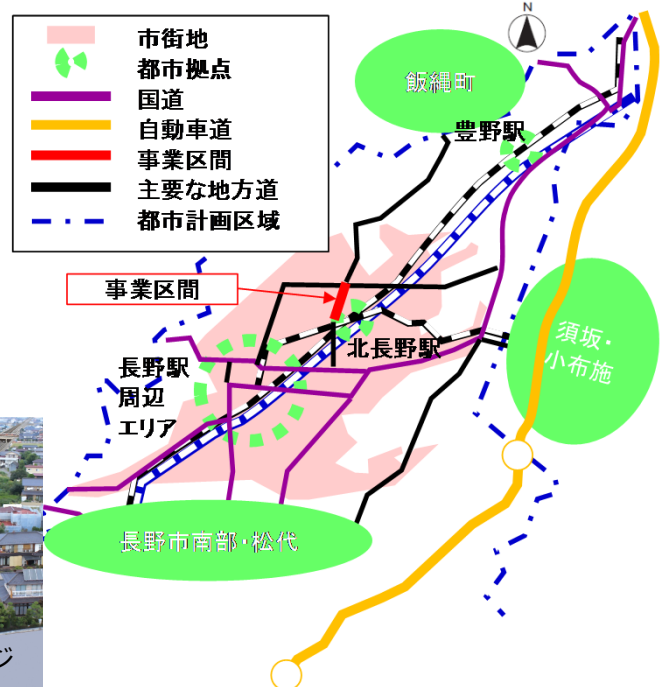 市街地
都市拠点
国道
自動車道
事業区間
主要な地方道
都市計画区域
N
飯縄町
豊野駅
事業区間
北長野駅
須坂・
小布施
長野駅
周辺
エリア
長野市南部・松代
ジ